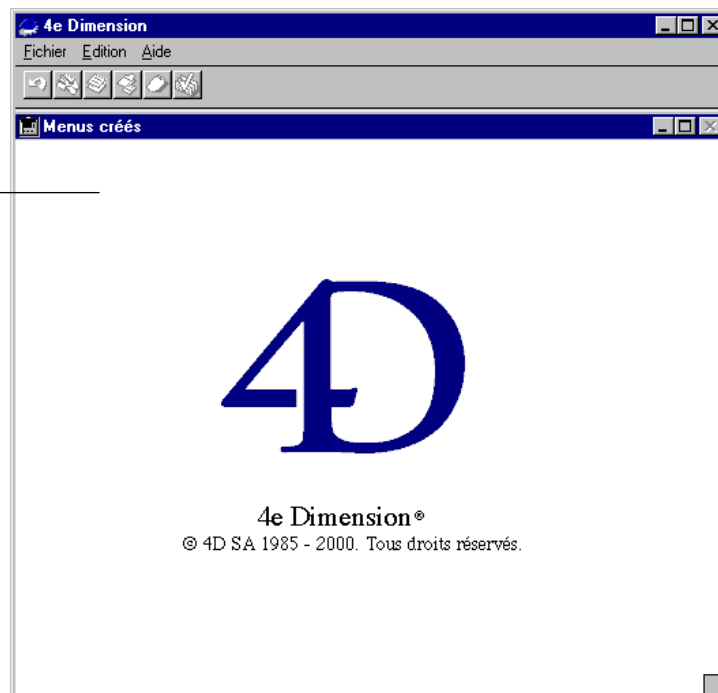 4e Dimension
Fichier Edition Aide
Menus créés
4D
4e Dimension®
© 4D SA 1985 - 2000. Tous droits réservés.